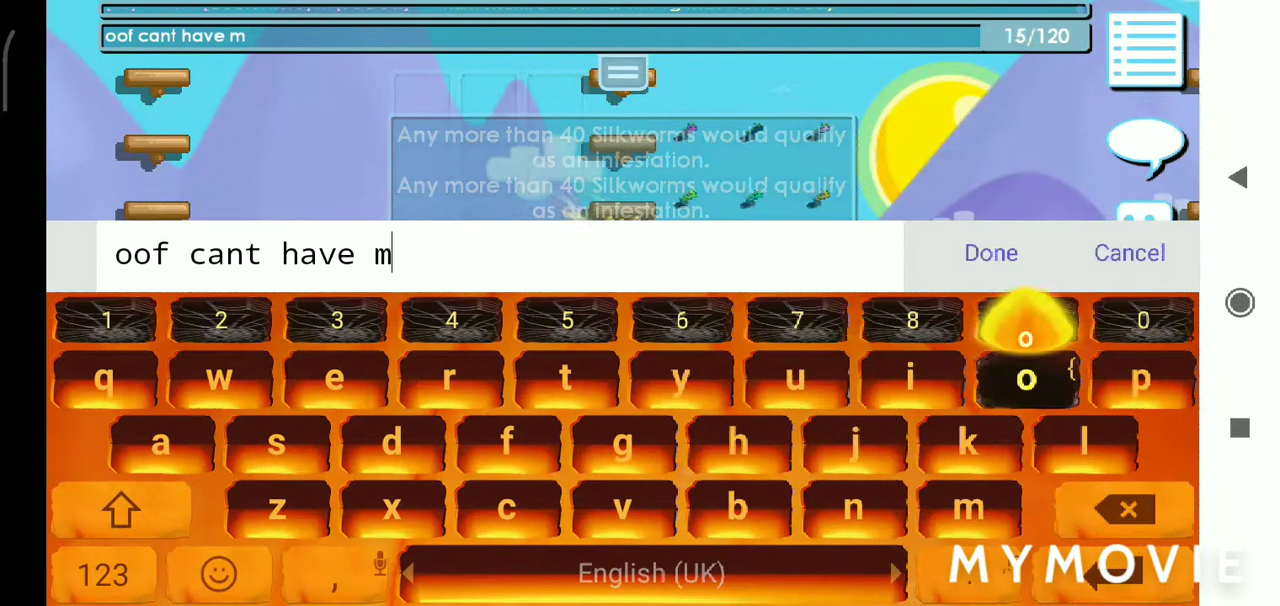 oof cant have m
15/120
Any more than 40 Silkworms would qualify
as an infestation.
Any more than 40 Silkworms would qualify
as an infestation.
oof cant have m
Done
Cancel
1 2 3 4 5 6 7 8 o 0
q w e r t y u i o { p
a s d f g h j k l
z x c v b n m
123 , English (UK) .
MYMOVIE